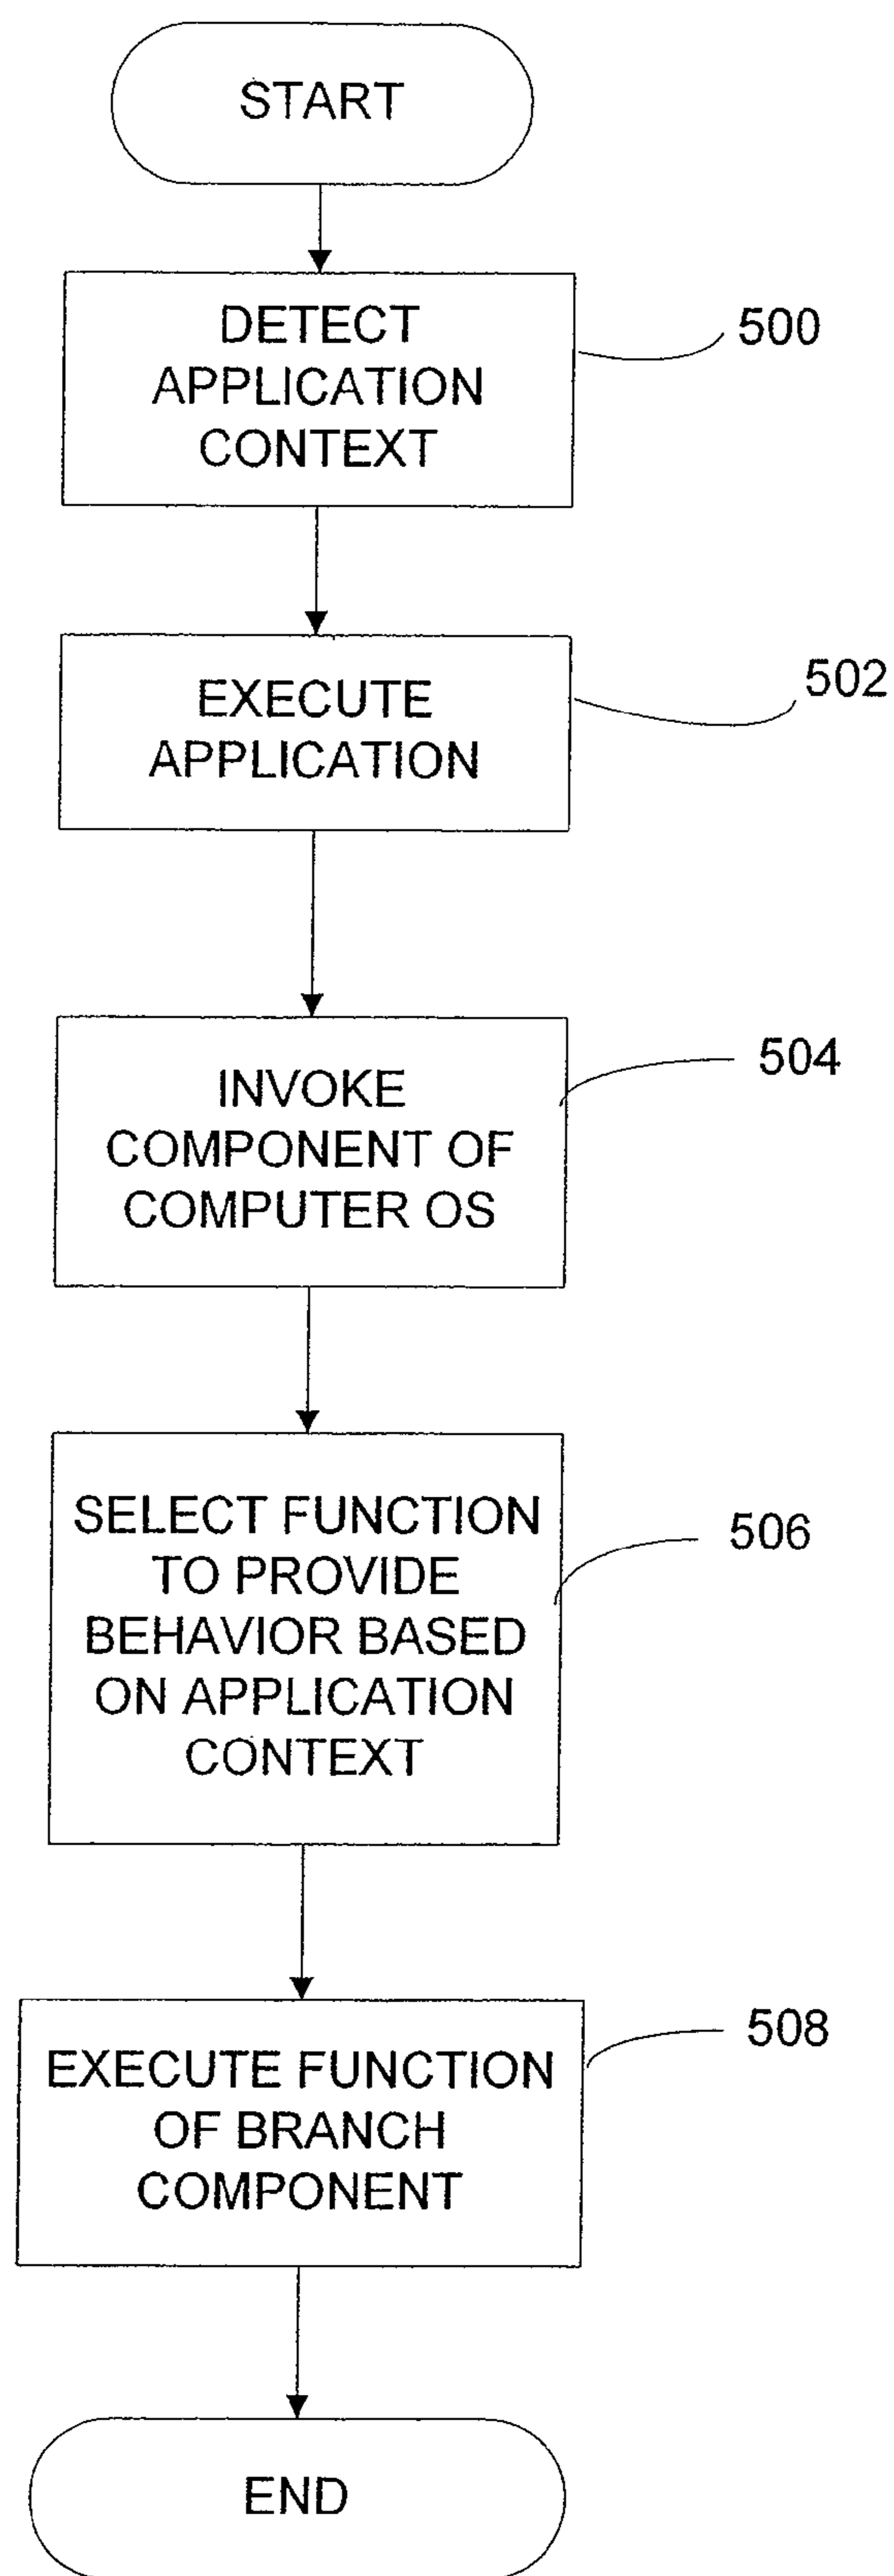 START
DETECT
APPLICATION
CONTEXT
500
EXECUTE
APPLICATION
502
INVOKE
COMPONENT OF
COMPUTER OS
504
SELECT FUNCTION
TO PROVIDE
BEHAVIOR BASED
ON APPLICATION
CONTEXT
506
EXECUTE FUNCTION
OF BRANCH
COMPONENT
508
END